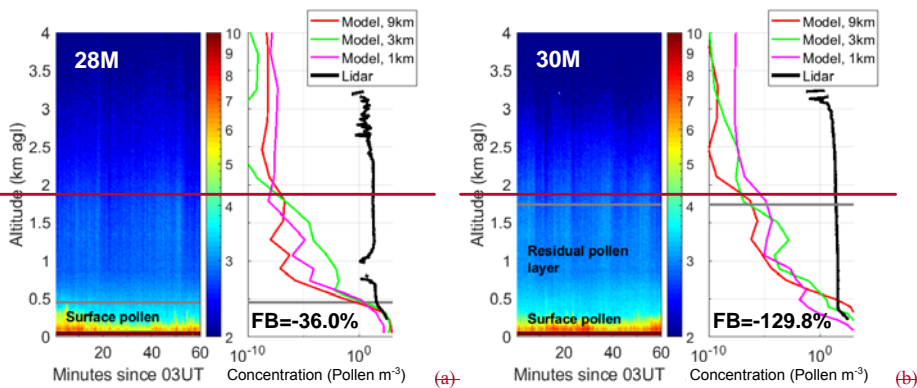 28M
4
3.5
3
2.5
2
1.5
1
0.5
0
Altitude (km agl)
Surface pollen
0 20 40 60
Minutes since 03UT
10
9
8
7
6
5
4
3
2
Model, 9km
Model, 3km
Model, 1km
Lidar
FB=-36.0%
10-10 100
Concentration (Pollen m-3)
(a)
30M
4
3.5
3
2.5
2
1.5
1
0.5
0
Altitude (km agl)
Residual pollen
layer
Surface pollen
0 20 40 60
Minutes since 03UT
10
9
8
7
6
5
4
3
2
Model, 9km
Model, 3km
Model, 1km
Lidar
FB=-129.8%
10-10 100
Concentration (Pollen m-3)
(b)